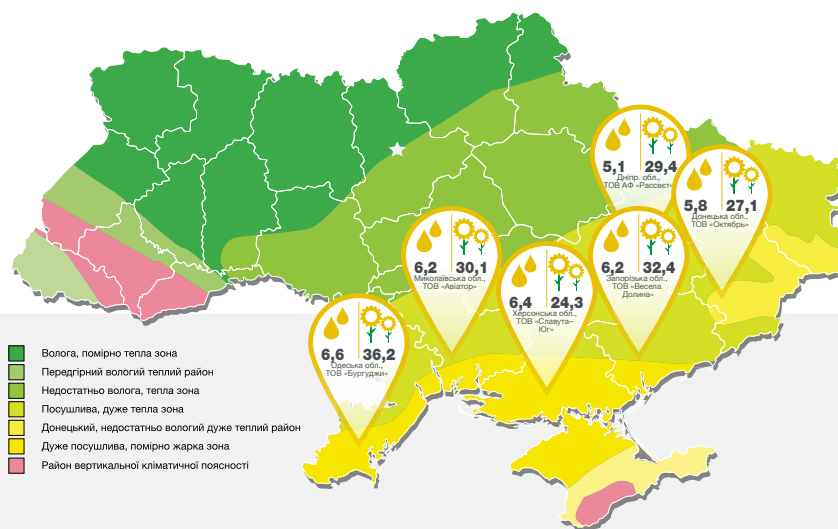 5,1 29,4
Дніпр. обл.,
ТОВ АФ «Рассвет»
5,8 27,1
Донецька обл.,
ТОВ «Октябрь»
6,2 30,1
Миколаївська обл.,
ТОВ «Авіатор»
6,2 32,4
Запорізька обл.,
ТОВ «Весела
Долина»
6,4 24,3
Херсонська обл.,
ТОВ «Славута-
Юг»
6,6 36,2
Одеська обл.,
ТОВ «Бургуджи»
Волога, помірно тепла зона
Передгірний вологий теплий район
Недостатньо волога, тепла зона
Посушлива, дуже тепла зона
Донецький, недостатньо вологий дуже теплий район
Дуже посушлива, помірно жарка зона
Район вертикальної кліматичної поясності